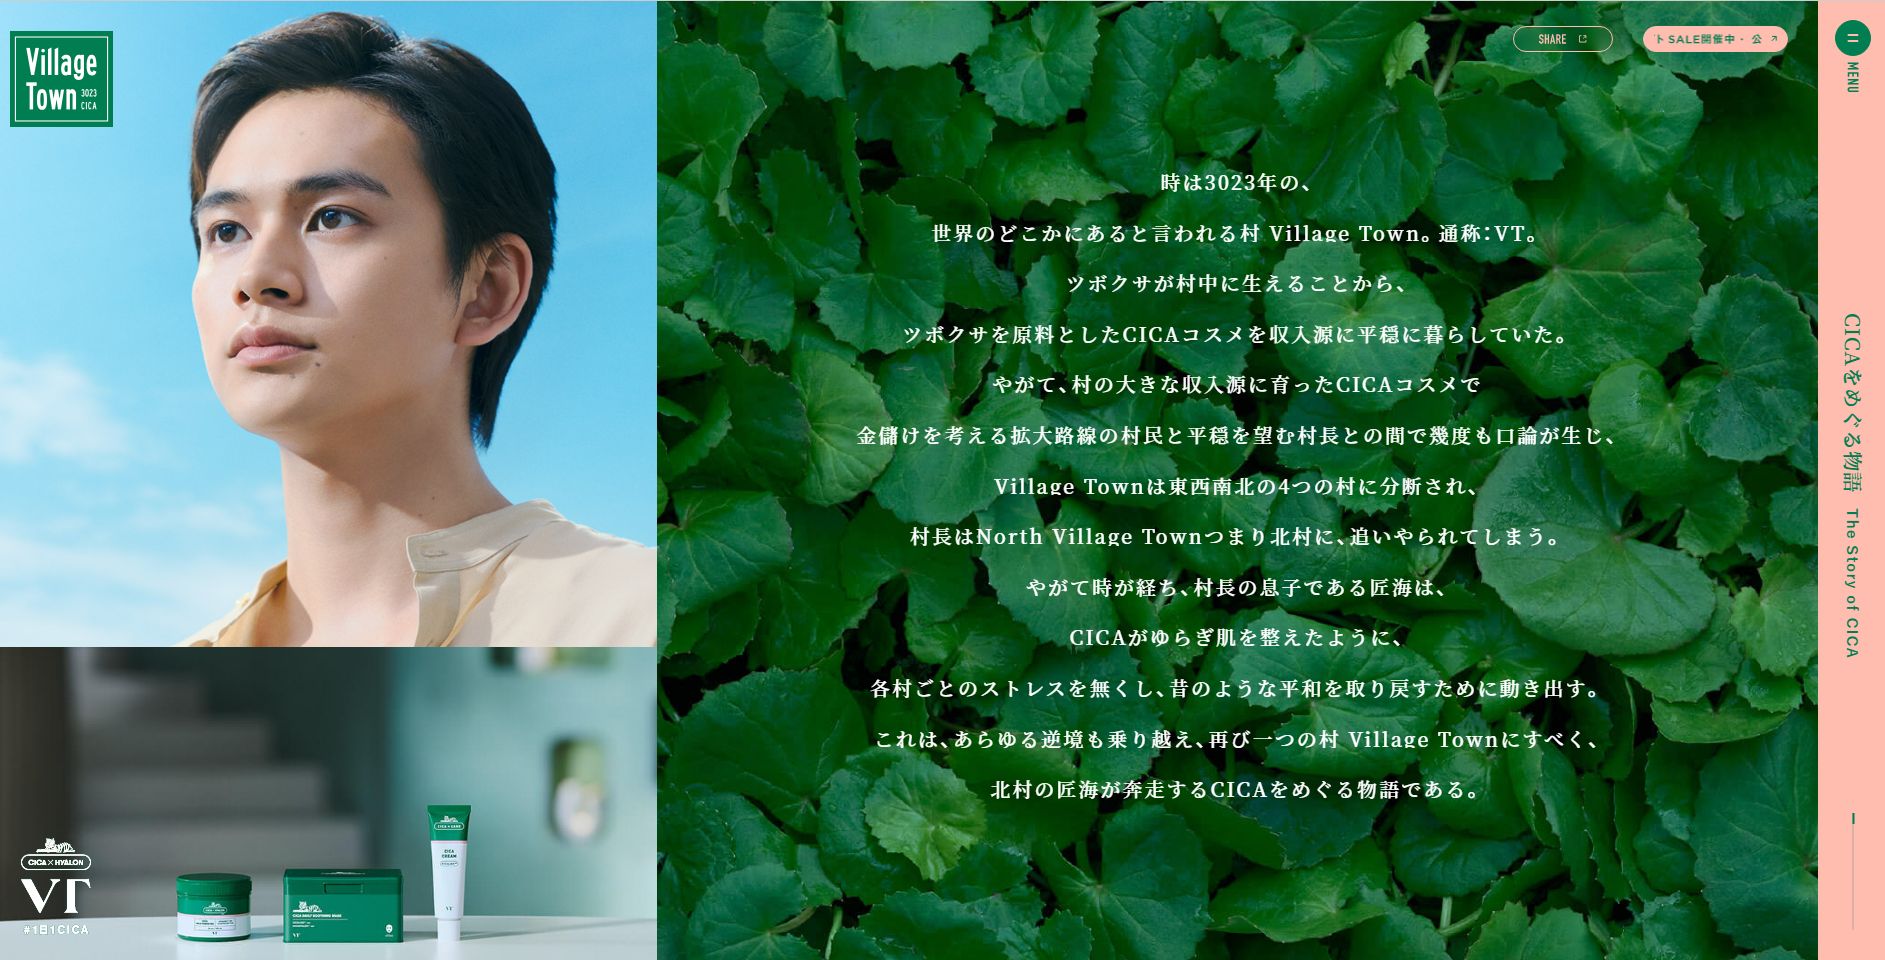 Village
Town 3023 CICA
SHARE
ト SALE開催中・ 公
MENU
時は3023年の、
世界のどこかにあると言われる村 Village Town。通称：VT。
ツボクサが村中に生えることから、
ツボクサを原料としたCICAコスメを収入源に平穏に暮らしていた。
やがて、村の大きな収入源に育ったCICAコスメで
金儲けを考える拡大路線の村民と平穏を望む村長との間で幾度も口論が生じ、
Village Townは東西南北の4つの村に分断され、
村長はNorth Village Townつまり北村に、追いやられてしまう。
やがて時が経ち、村長の息子である匠海は、
CICAがゆらぎ肌を整えたように、
各村ごとのストレスを無くし、昔のような平和を取り戻すために動き出す。
これは、あらゆる逆境も乗り越え、再び一つの村 Village Townにすべく、
北村の匠海が奔走するCICAをめぐる物語である。
CICAをめぐる物語 The Story of CICA
CICA×HYALON
VT
#1日1CICA
CICA DAILY SOOTHING MASK
VT
CICA
CREAM
VT